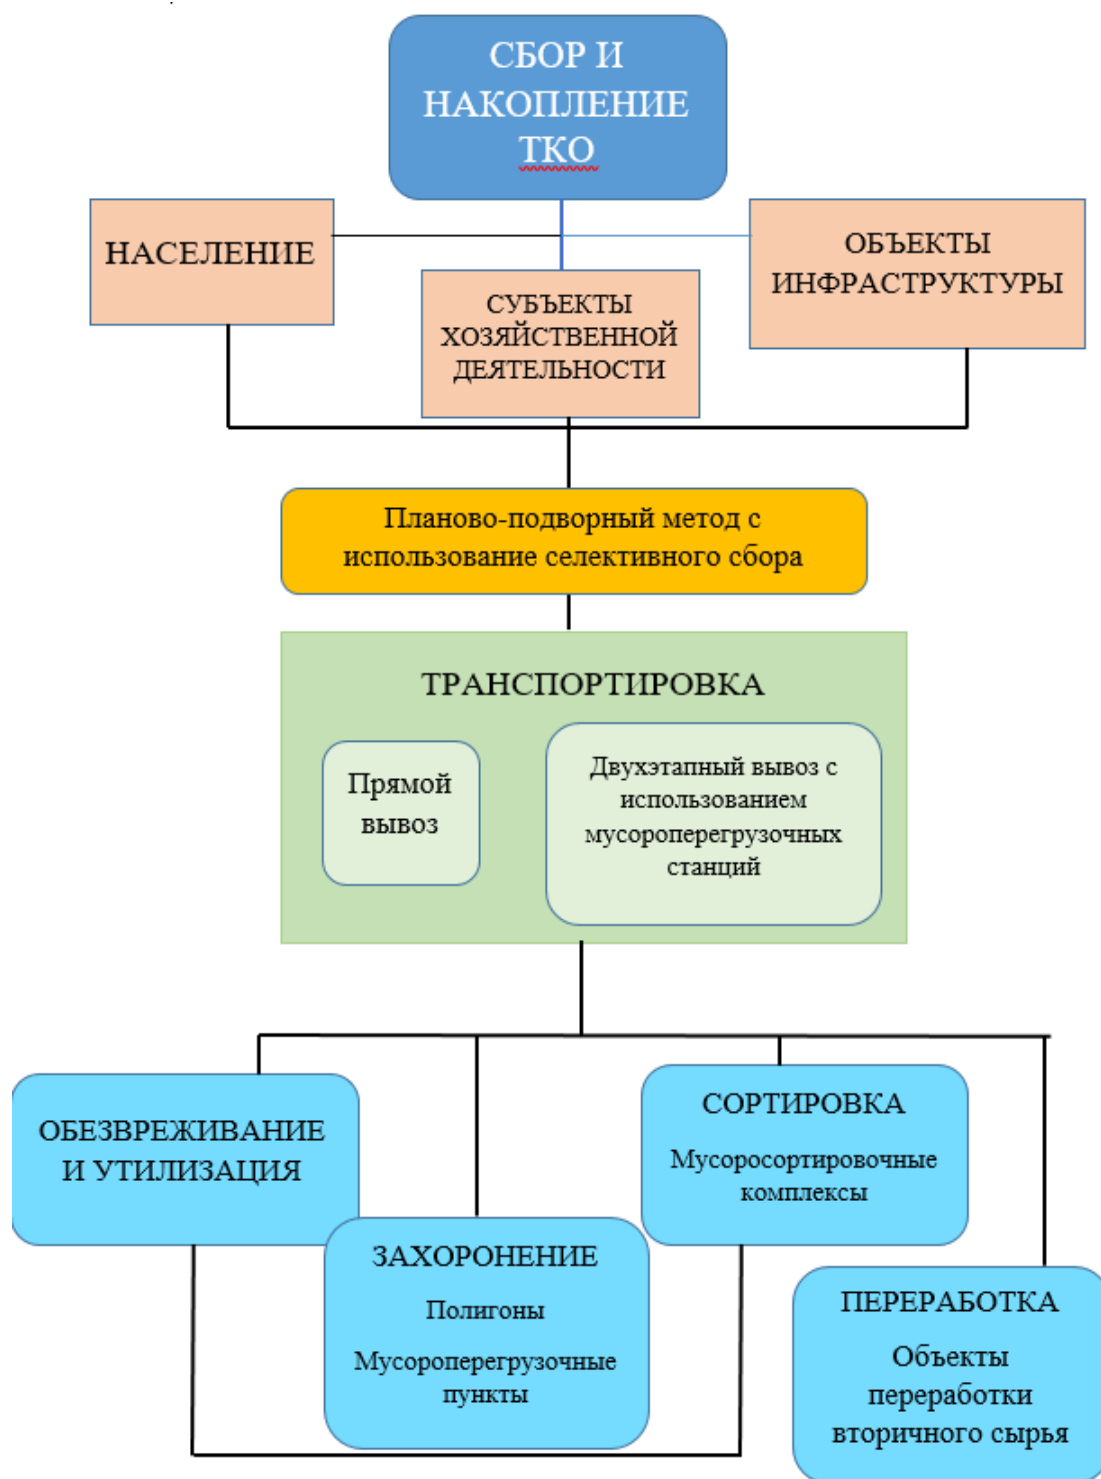 СБОР И
НАКОПЛЕНИЕ
ТКО
НАСЕЛЕНИЕ
СУБЪЕКТЫ
ХОЗЯЙСТВЕННОЙ
ДЕЯТЕЛЬНОСТИ
ОБЪЕКТЫ
ИНФРАСТРУКТУРЫ
Планово-подворный метод с
использование селективного сбора
ТРАНСПОРТИРОВКА
Прямой
вывоз
Двухэтапный вывоз с
использованием
мусороперегрузочных
станций
ОБЕЗВРЕЖИВАНИЕ
И УТИЛИЗАЦИЯ
ЗАХОРОНЕНИЕ
Полигоны
Мусороперегрузочные
пункты
СОРТИРОВКА
Мусоросортировочные
комплексы
ПЕРЕРАБОТКА
Объекты
переработки
вторичного сырья